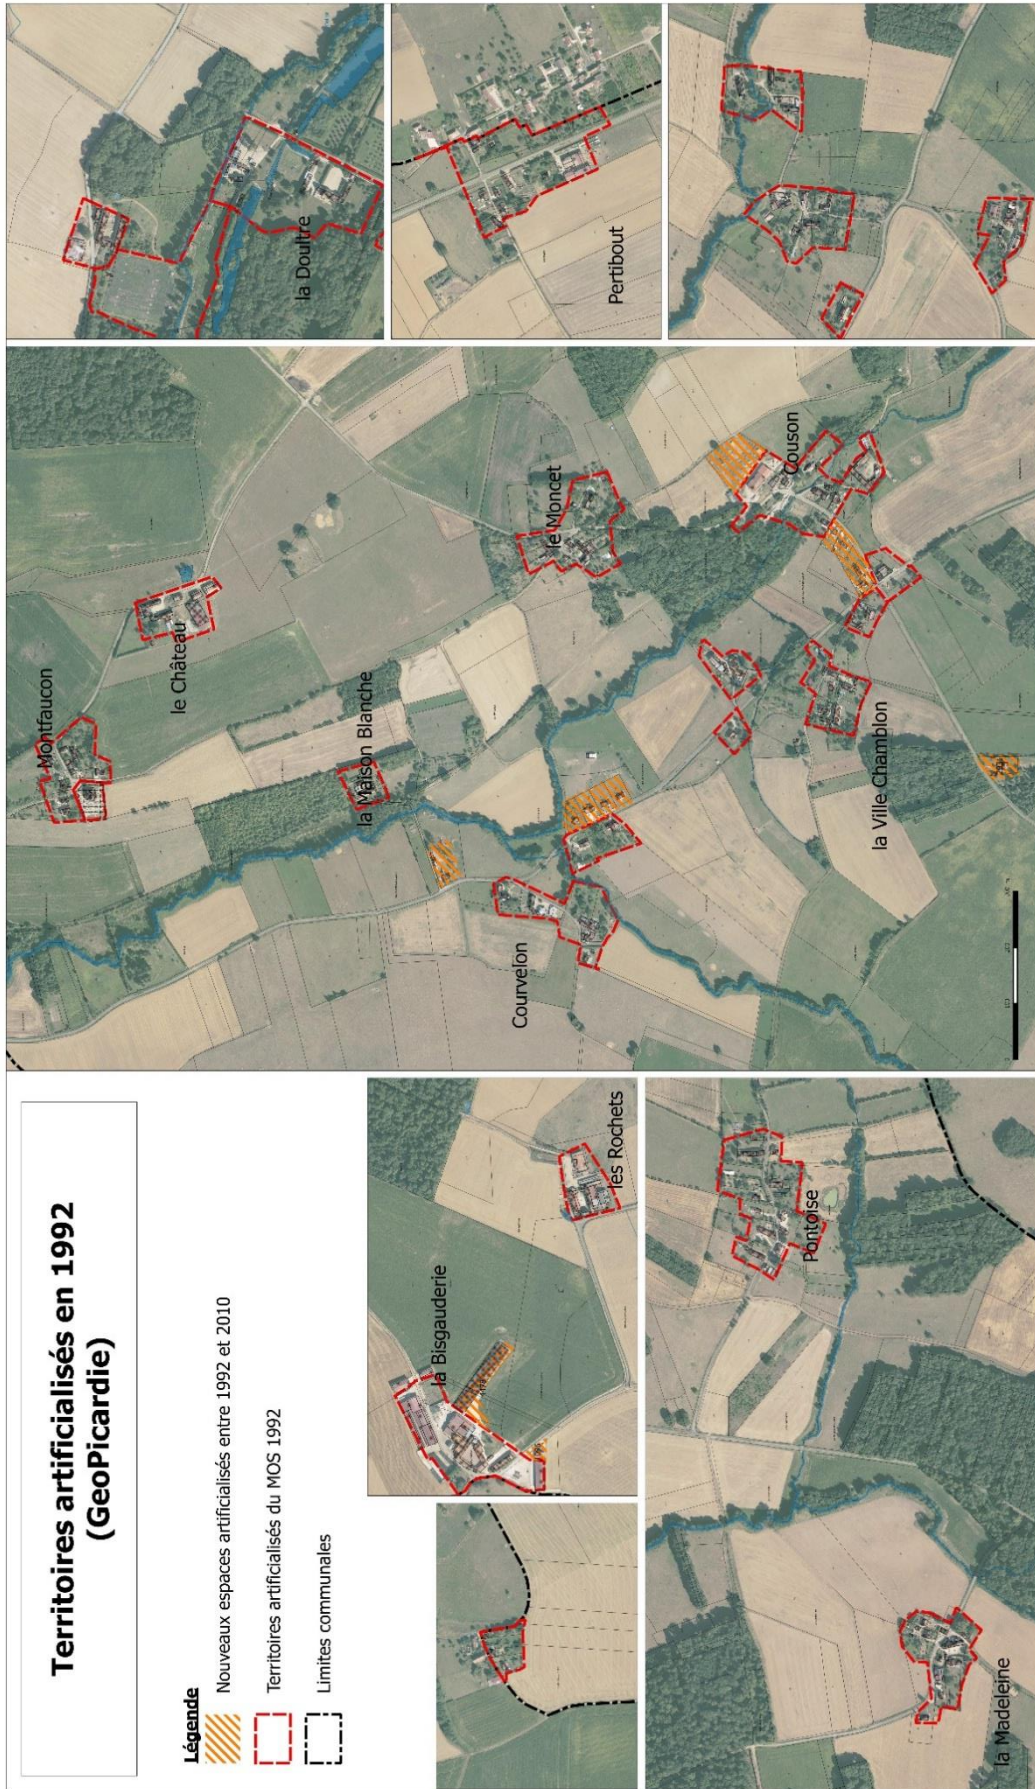 Territoires artificialisés en 1992
(GeoPicardie)
Légende
Nouveaux espaces artificialisés entre 1992 et 2010
Territoires artificialisés du MOS 1992
Limites communales
la Bisgauderie
les Rochets
Pontoise
la Madeleine
Montfaucon
le Château
la Maison Blanche
le Moncet
Courvelon
Couson
la Ville Chamblon
la Doultre
Pertibout